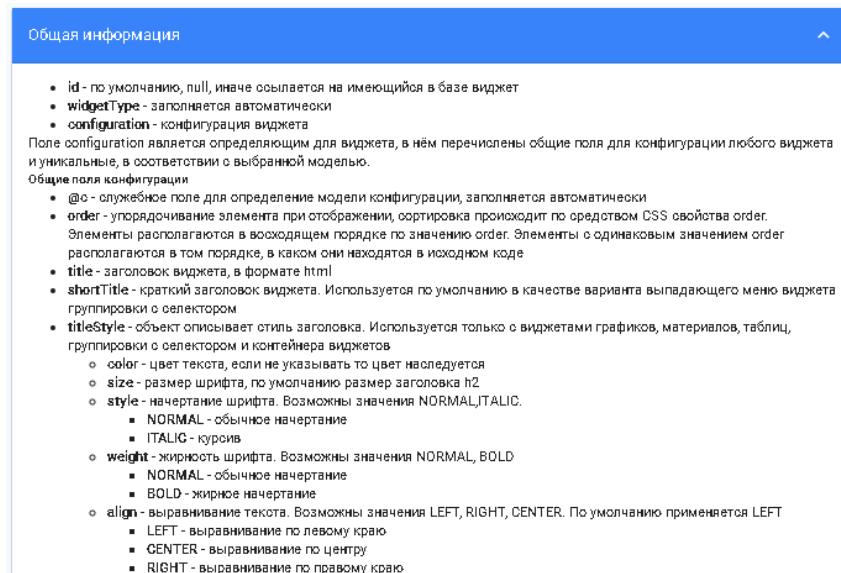 Общая информация
id - по умолчанию, null, иначе ссылается на имеющийся в базе виджет
widgetType - заполняется автоматически
configuration - конфигурация виджета
Поле configuration является определяющим для виджета, в нём перечислены общие поля для конфигурации любого виджета
и уникальные, в соответствии с выбранной моделью.
Общие поля конфигурации
@c - служебное поле для определение модели конфигурации, заполняется автоматически
order - упорядочивание элемента при отображении, сортировка происходит по средством CSS свойства order.
Элементы располагаются в восходящем порядке по значению order. Элементы с одинаковым значением order
располагаются в том порядке, в каком они находятся в исходном коде
title - заголовок виджета, в формате html
shortTitle - краткий заголовок виджета. Используется по умолчанию в качестве варианта выпадающего меню виджета
группировки с селектором
titleStyle - объект описывает стиль заголовка. Используется только с виджетами графиков, материалов, таблиц,
группировки с селектором и контейнера виджетов
color - цвет текста, если не указывать то цвет наследуется
size - размер шрифта, по умолчанию размер заголовка h2
style - начертание шрифта. Возможны значения NORMAL,ITALIC.
NORMAL - обычное начертание
ITALIC - курсив
weight - жирность шрифта. Возможны значения NORMAL, BOLD
NORMAL - обычное начертание
BOLD - жирное начертание
align - выравнивание текста. Возможны значения LEFT, RIGHT, CENTER. По умолчанию применяется LEFT
LEFT - выравнивание по левому краю
CENTER - выравнивание по центру
RIGHT - выравнивание по правому краю